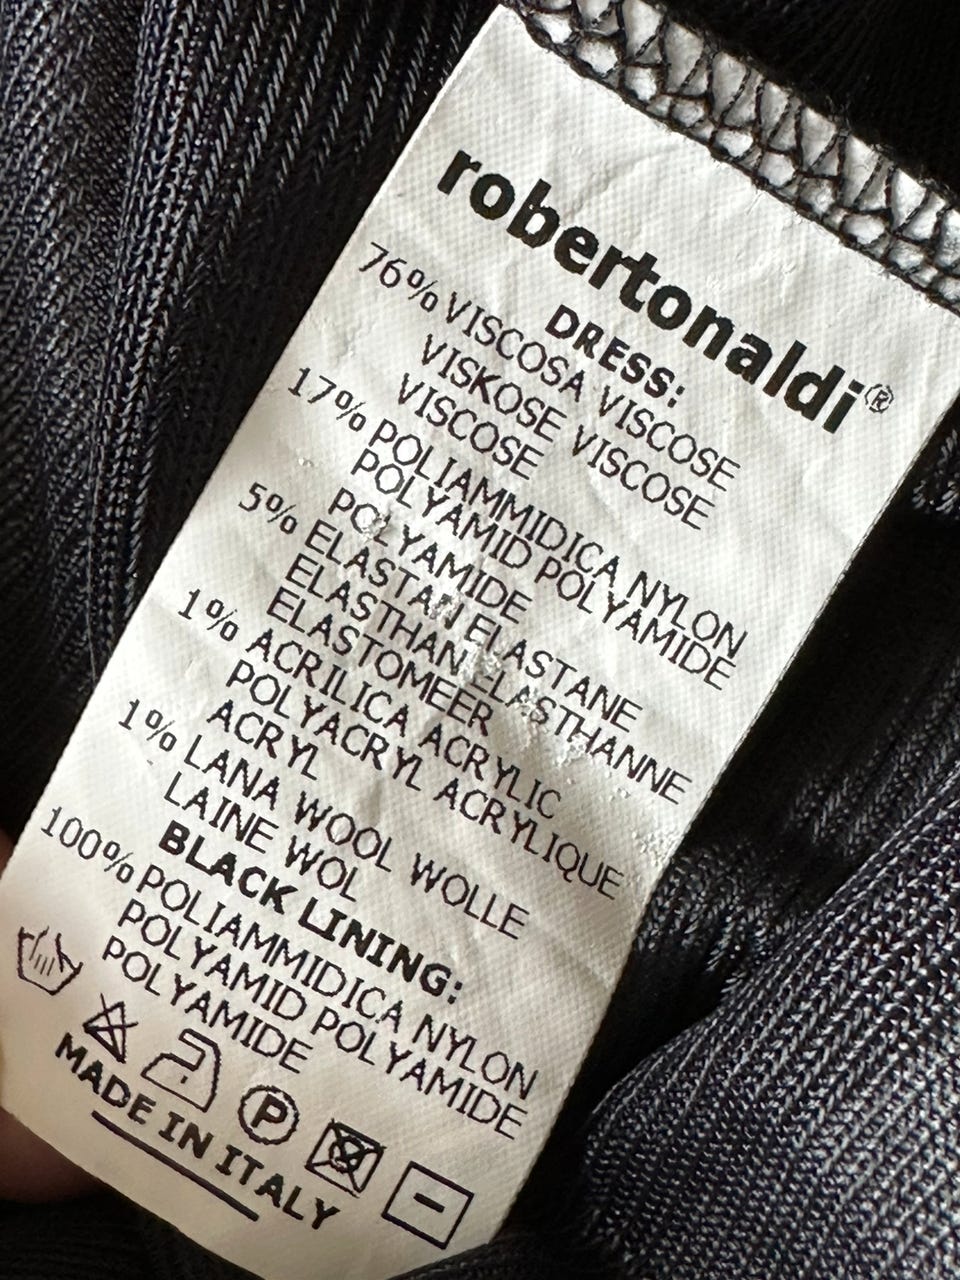 robertonaldi®
DRESS:
76% VISCOSA VISCOSE
VISKOSE VISCOSE
VISCOSE
17% POLIAMMIDICA NYLON
POLYAMID POLYAMIDE
POLYAMIDE
5% ELASTAN ELASTANE
ELASTHAN ELASTHANNE
ELASTOMEER
1% ACRILICA ACRYLIC
POLYACRYL ACRYLIQUE
ACRYL
1% LANA WOOL WOLLE
LAINE WOL
BLACK LINING:
100% POLIAMMIDICA NYLON
POLYAMID POLYAMIDE
POLYAMIDE
P
MADE IN ITALY